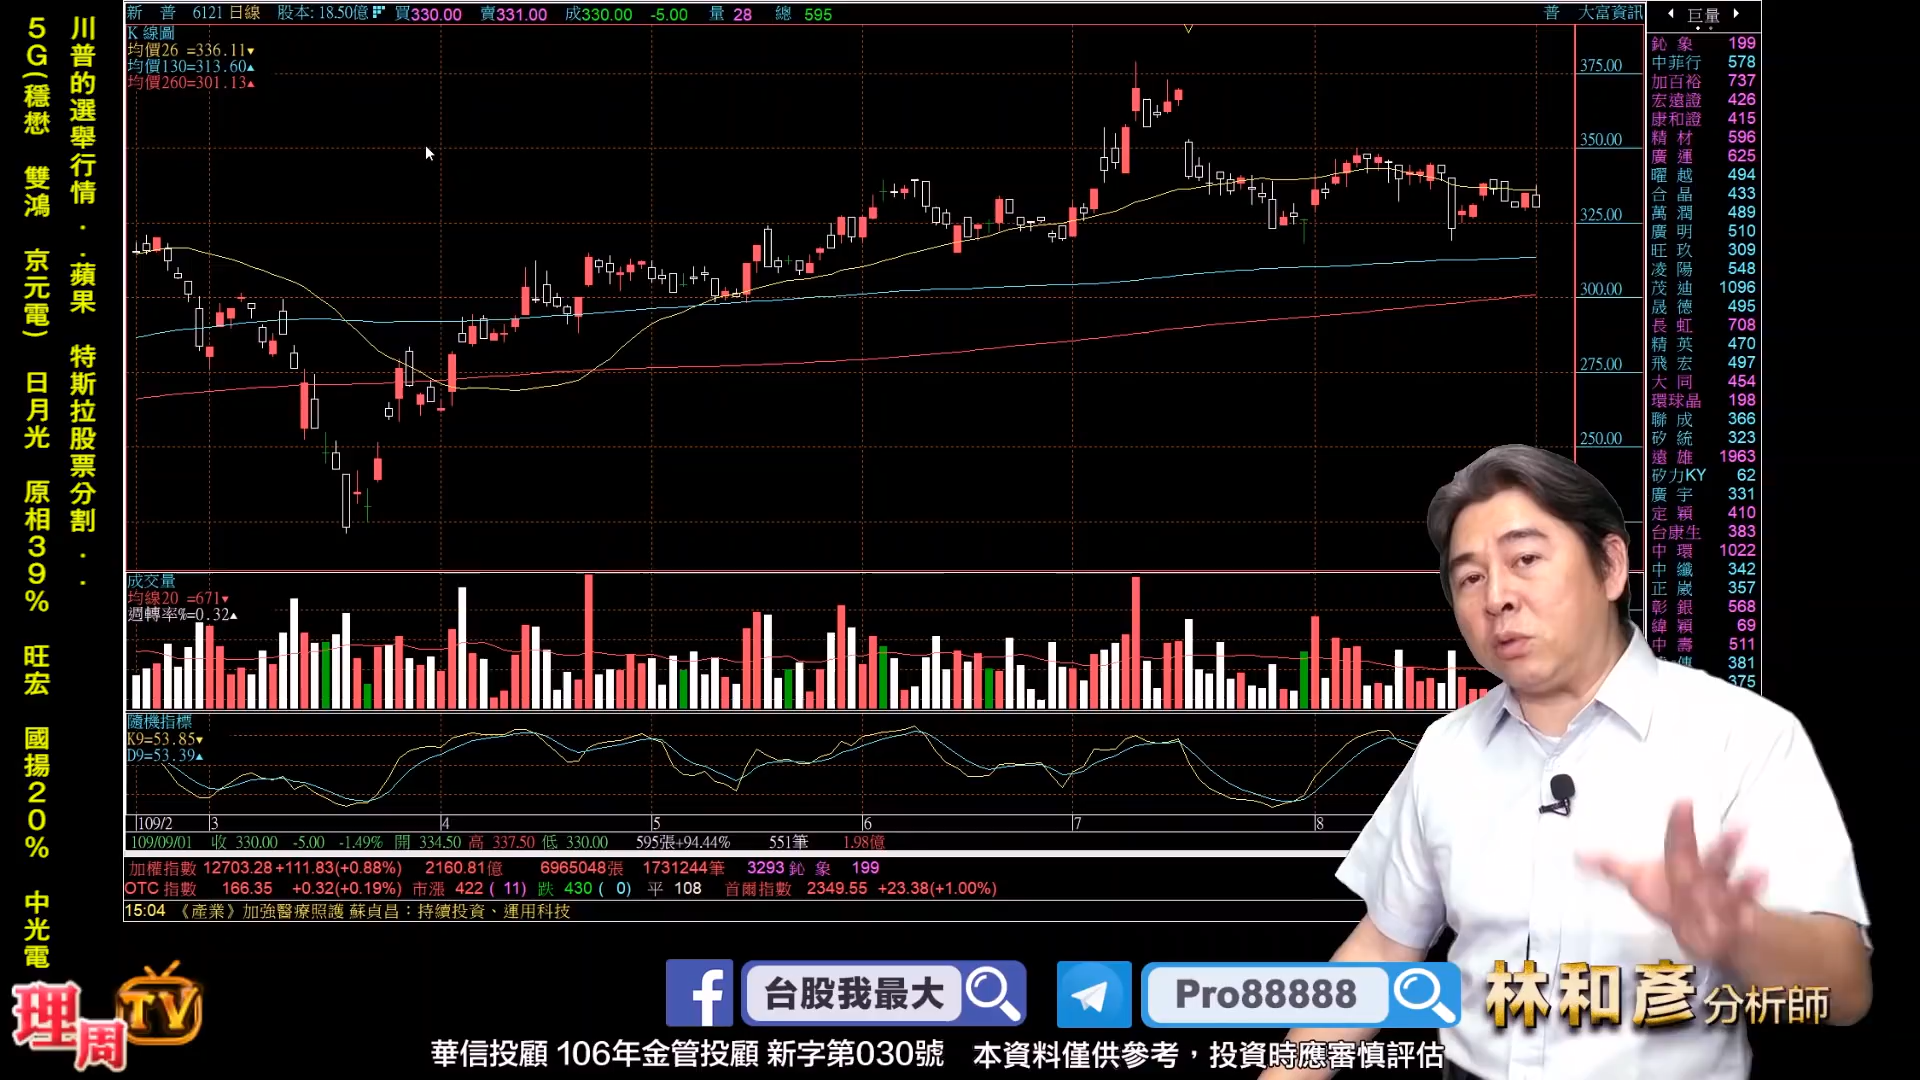 川普的選舉行情．．蘋果　特斯拉股票分割．．
５Ｇ(穩懋　雙鴻　京元電)　日月光　原相３９%　旺宏　國揚２０%　中光電
新　普　6121 日線　股本: 18.50億　買330.00　賣331.00　成330.00　-5.00　量 28　總 595　普　大富資訊
K 線圖
均價26 =336.11▼
均價130=313.60▲
均價260=301.13▲
375.00
350.00
325.00
300.00
275.00
250.00
成交量
均線20 =671▼
週轉率%=0.32▲
隨機指標
K9=53.85▼
D9=53.39▲
109/2　3　4　5　6　7　8
109/09/01　收 330.00　-5.00　-1.49%　開 334.50　高 337.50　低 330.00　595張+94.44%　551筆　1.98億
加權指數 12703.28 +111.83(+0.88%)　2160.81億　6965048張　1731244筆　3293 鈊 象　199
OTC 指數　166.35　+0.32(+0.19%)　市漲 422 ( 11)　跌 430 ( 0)　平 108　首爾指數　2349.55　+23.38(+1.00%)
15:04 《產業》加強醫療照護 蘇貞昌：持續投資、運用科技
巨量
鈊 象 199
中菲行 578
加百裕 737
宏遠證 426
康和證 415
精 材 596
廣 運 625
曜 越 494
合 晶 433
萬 潤 489
廣 明 510
旺 玖 309
凌 陽 548
茂 迪 1096
晟 德 495
長 虹 708
精 英 470
飛 宏 497
大 同 454
環球晶 198
聯 成 366
矽 統 323
遠 雄 1963
矽力KY 62
廣 宇 331
定 穎 410
台康生 383
中 環 1022
中 纖 342
正 崴 357
彰 銀 568
緯 穎 69
中 壽 511
381
375
理周TV
f 台股我最大
Pro88888
林和彥 分析師
華信投顧 106年金管投顧 新字第030號　本資料僅供參考，投資時應審慎評估